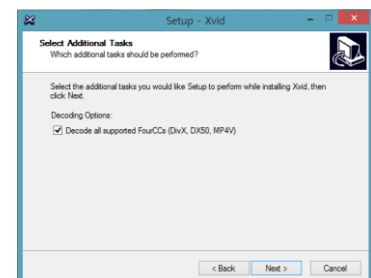 Setup - Xvid
Select Additional Tasks
Which additional tasks should be performed?
Select the additional tasks you would like Setup to perform while installing Xvid, then
click Next.
Decoding Options:
Decode all supported FourCCs (DivX, DX50, MP4V)
< Back Next > Cancel